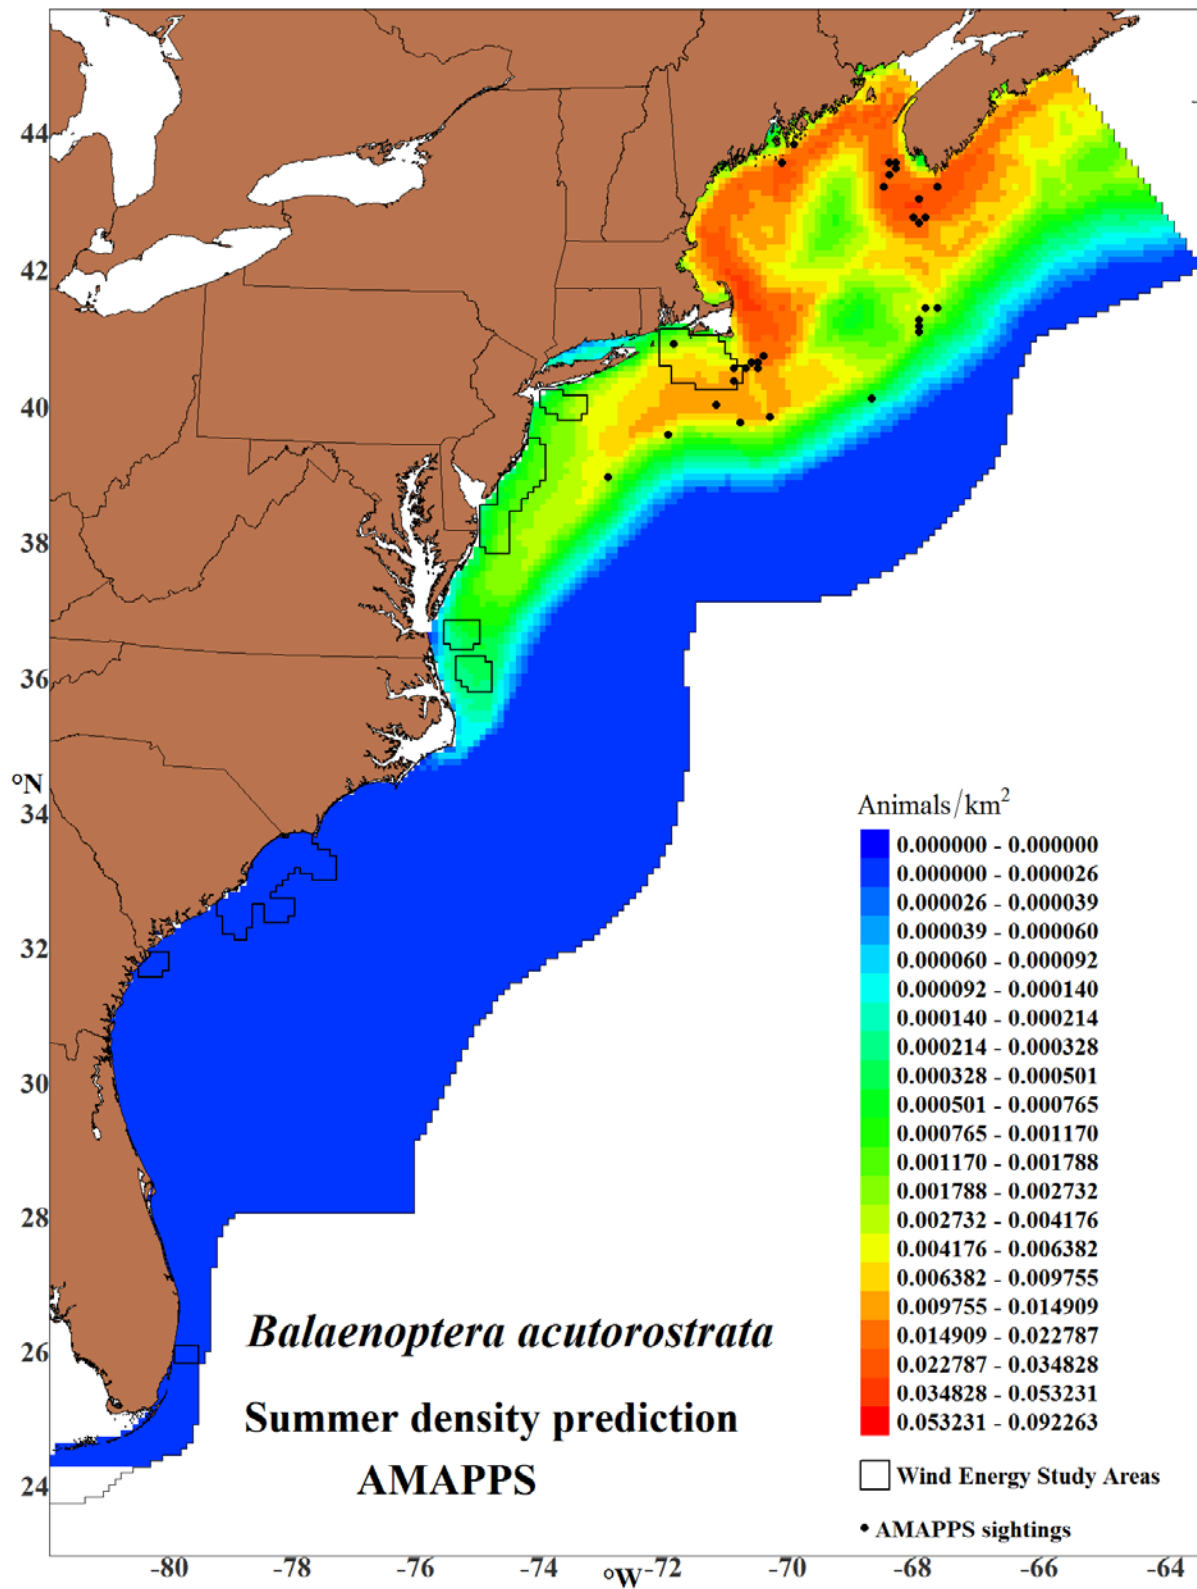 44
42
40
38
36
°N
34
32
30
28
26
24
Animals/km²
0.000000 - 0.000000
0.000000 - 0.000026
0.000026 - 0.000039
0.000039 - 0.000060
0.000060 - 0.000092
0.000092 - 0.000140
0.000140 - 0.000214
0.000214 - 0.000328
0.000328 - 0.000501
0.000501 - 0.000765
0.000765 - 0.001170
0.001170 - 0.001788
0.001788 - 0.002732
0.002732 - 0.004176
0.004176 - 0.006382
0.006382 - 0.009755
0.009755 - 0.014909
0.014909 - 0.022787
0.022787 - 0.034828
0.034828 - 0.053231
0.053231 - 0.092263
Wind Energy Study Areas
AMAPPS sightings
Balaenoptera acutorostrata
Summer density prediction
AMAPPS
-80 -78 -76 -74 °W -72 -70 -68 -66 -64